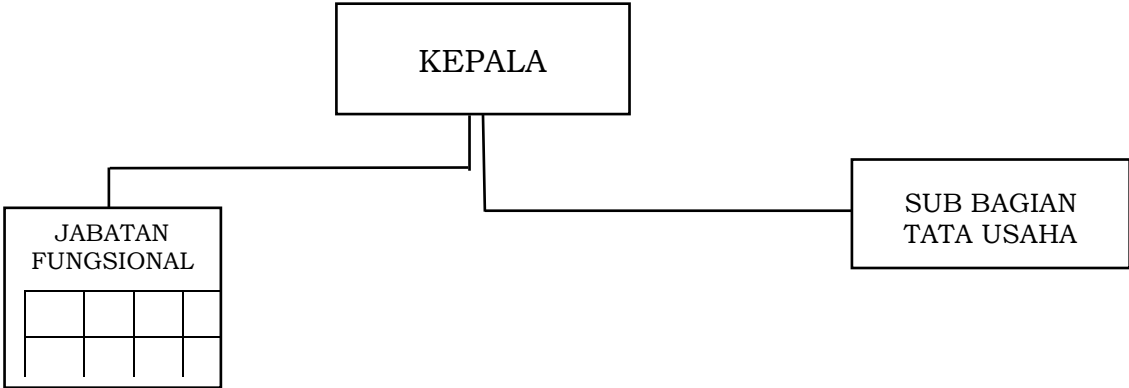 KEPALA
SUB BAGIAN
TATA USAHA
JABATAN
FUNGSIONAL